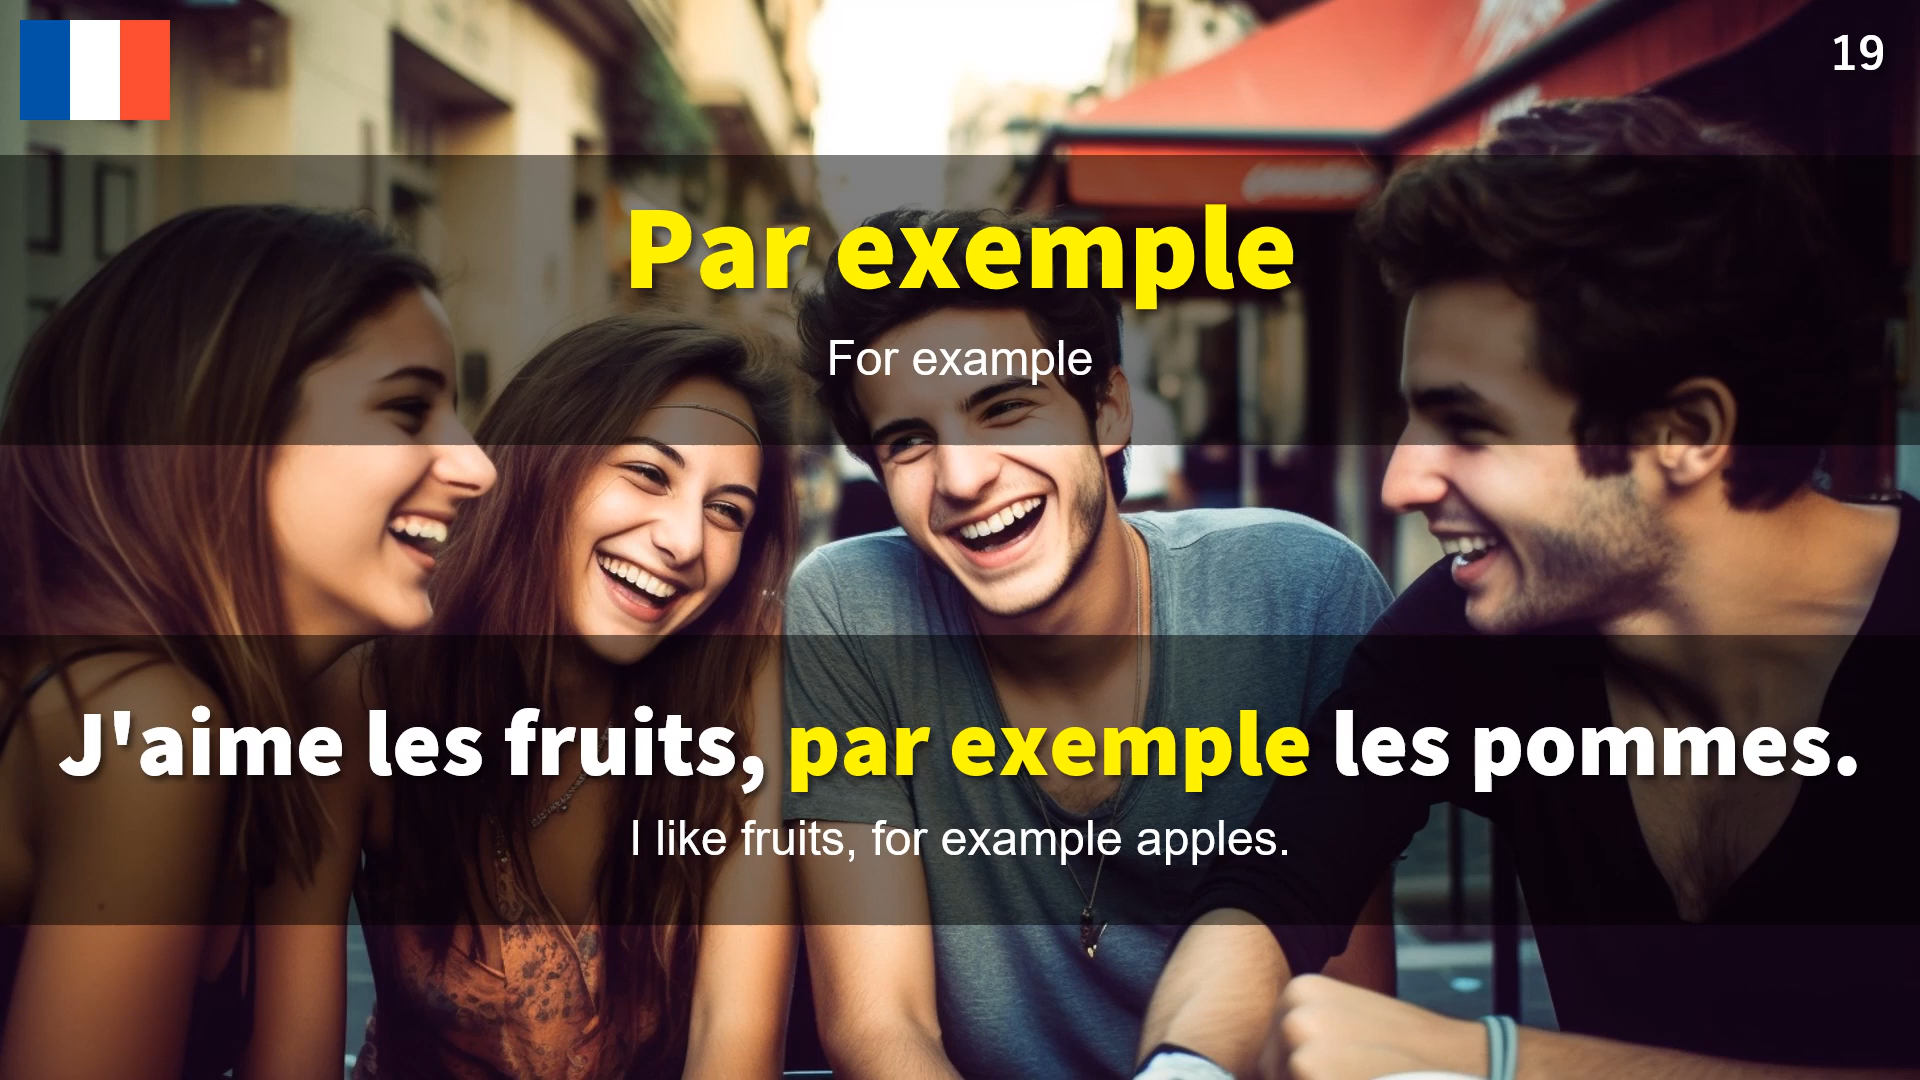 19
Par exemple
For example
J'aime les fruits, par exemple les pommes.
I like fruits, for example apples.